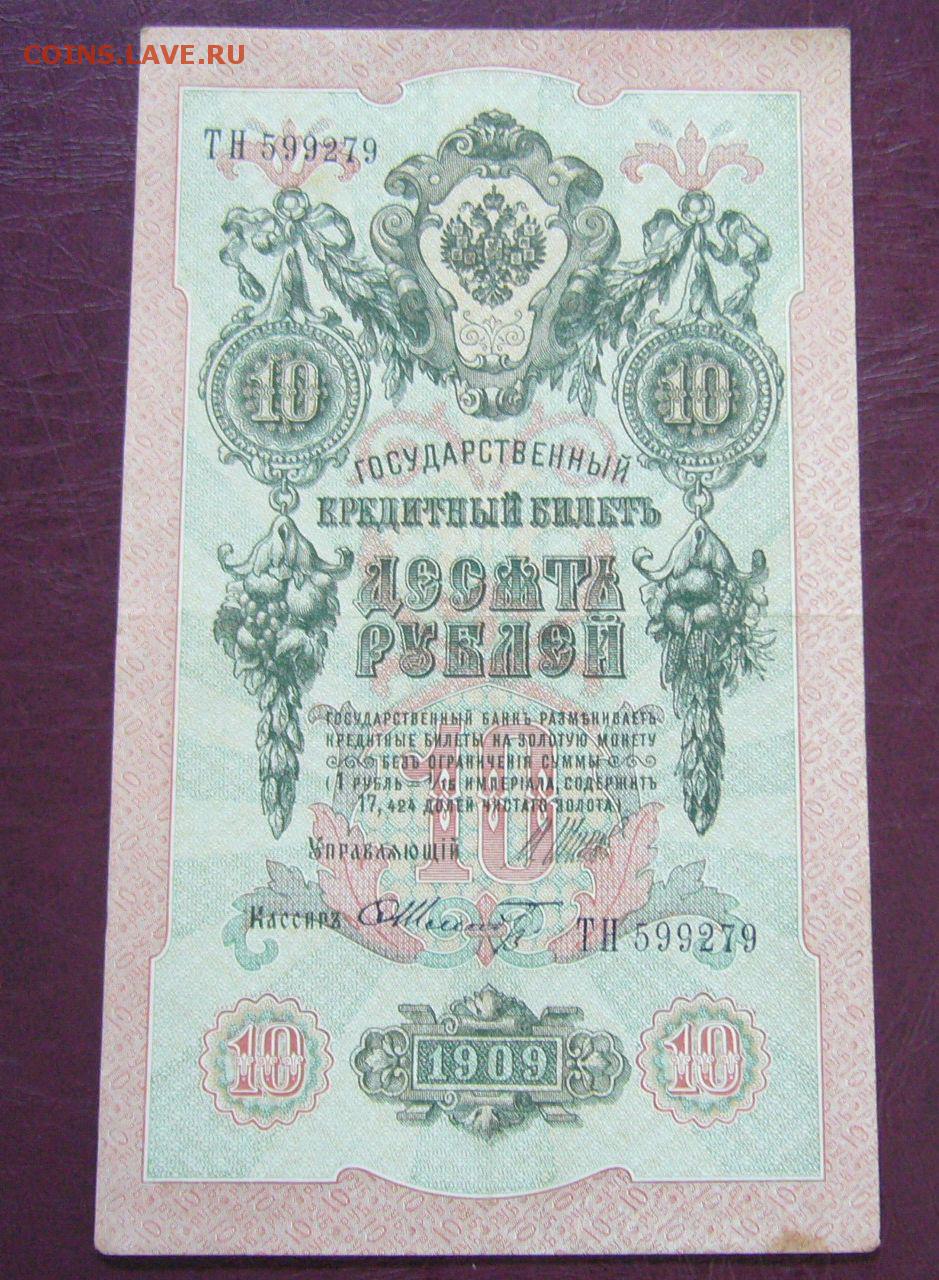 COINS.LAVE.RU
ТН 599279
10 10
ГОСУДАРСТВЕННЫЙ
КРЕДИТНЫЙ БИЛЕТЪ
ДЕСѦТЬ
РУБЛЕЙ
ГОСУДАРСТВЕННЫЙ БАНКЪ РАЗМѢНИВАЕТЪ
КРЕДИТНЫЕ БИЛЕТЫ НА ЗОЛОТУЮ МОНЕТУ
БЕЗЪ ОГРАНИЧЕНІЯ СУММЫ
(1 РУБЛЬ = 1/15 ИМПЕРІАЛА, СОДЕРЖИТЪ
17,424 ДОЛЕЙ ЧИСТАГО ЗОЛОТА)
10
УПРАВЛЯЮЩІЙ
Кассиръ
ТН 599279
10 1909 10